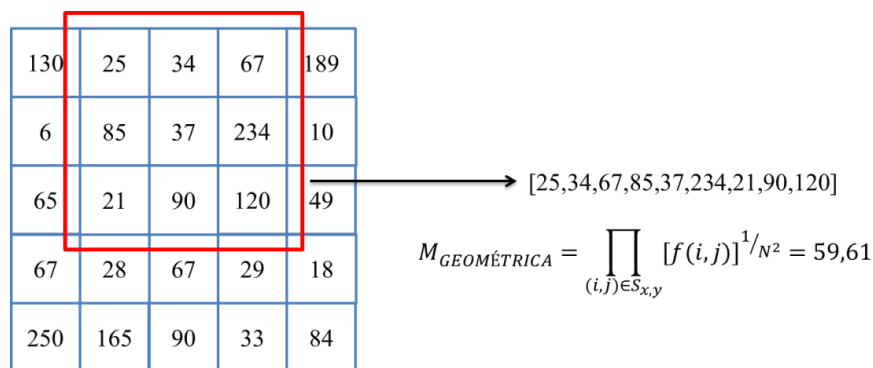 130 25 34 67 189
6 85 37 234 10
65 21 90 120 49
67 28 67 29 18
250 165 90 33 84
[25,34,67,85,37,234,21,90,120]
M_GEOMÉTRICA = ∏_{(i,j)∈S_{x,y}} [f(i,j)]^{1/N²} = 59,61